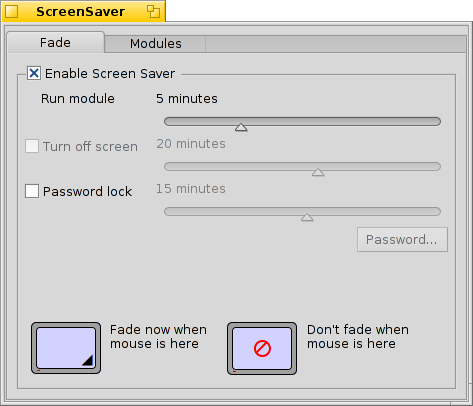 ScreenSaver
Fade Modules
Enable Screen Saver
Run module 5 minutes
Turn off screen 20 minutes
Password lock 15 minutes
Password...
Fade now when
mouse is here
Don't fade when
mouse is here